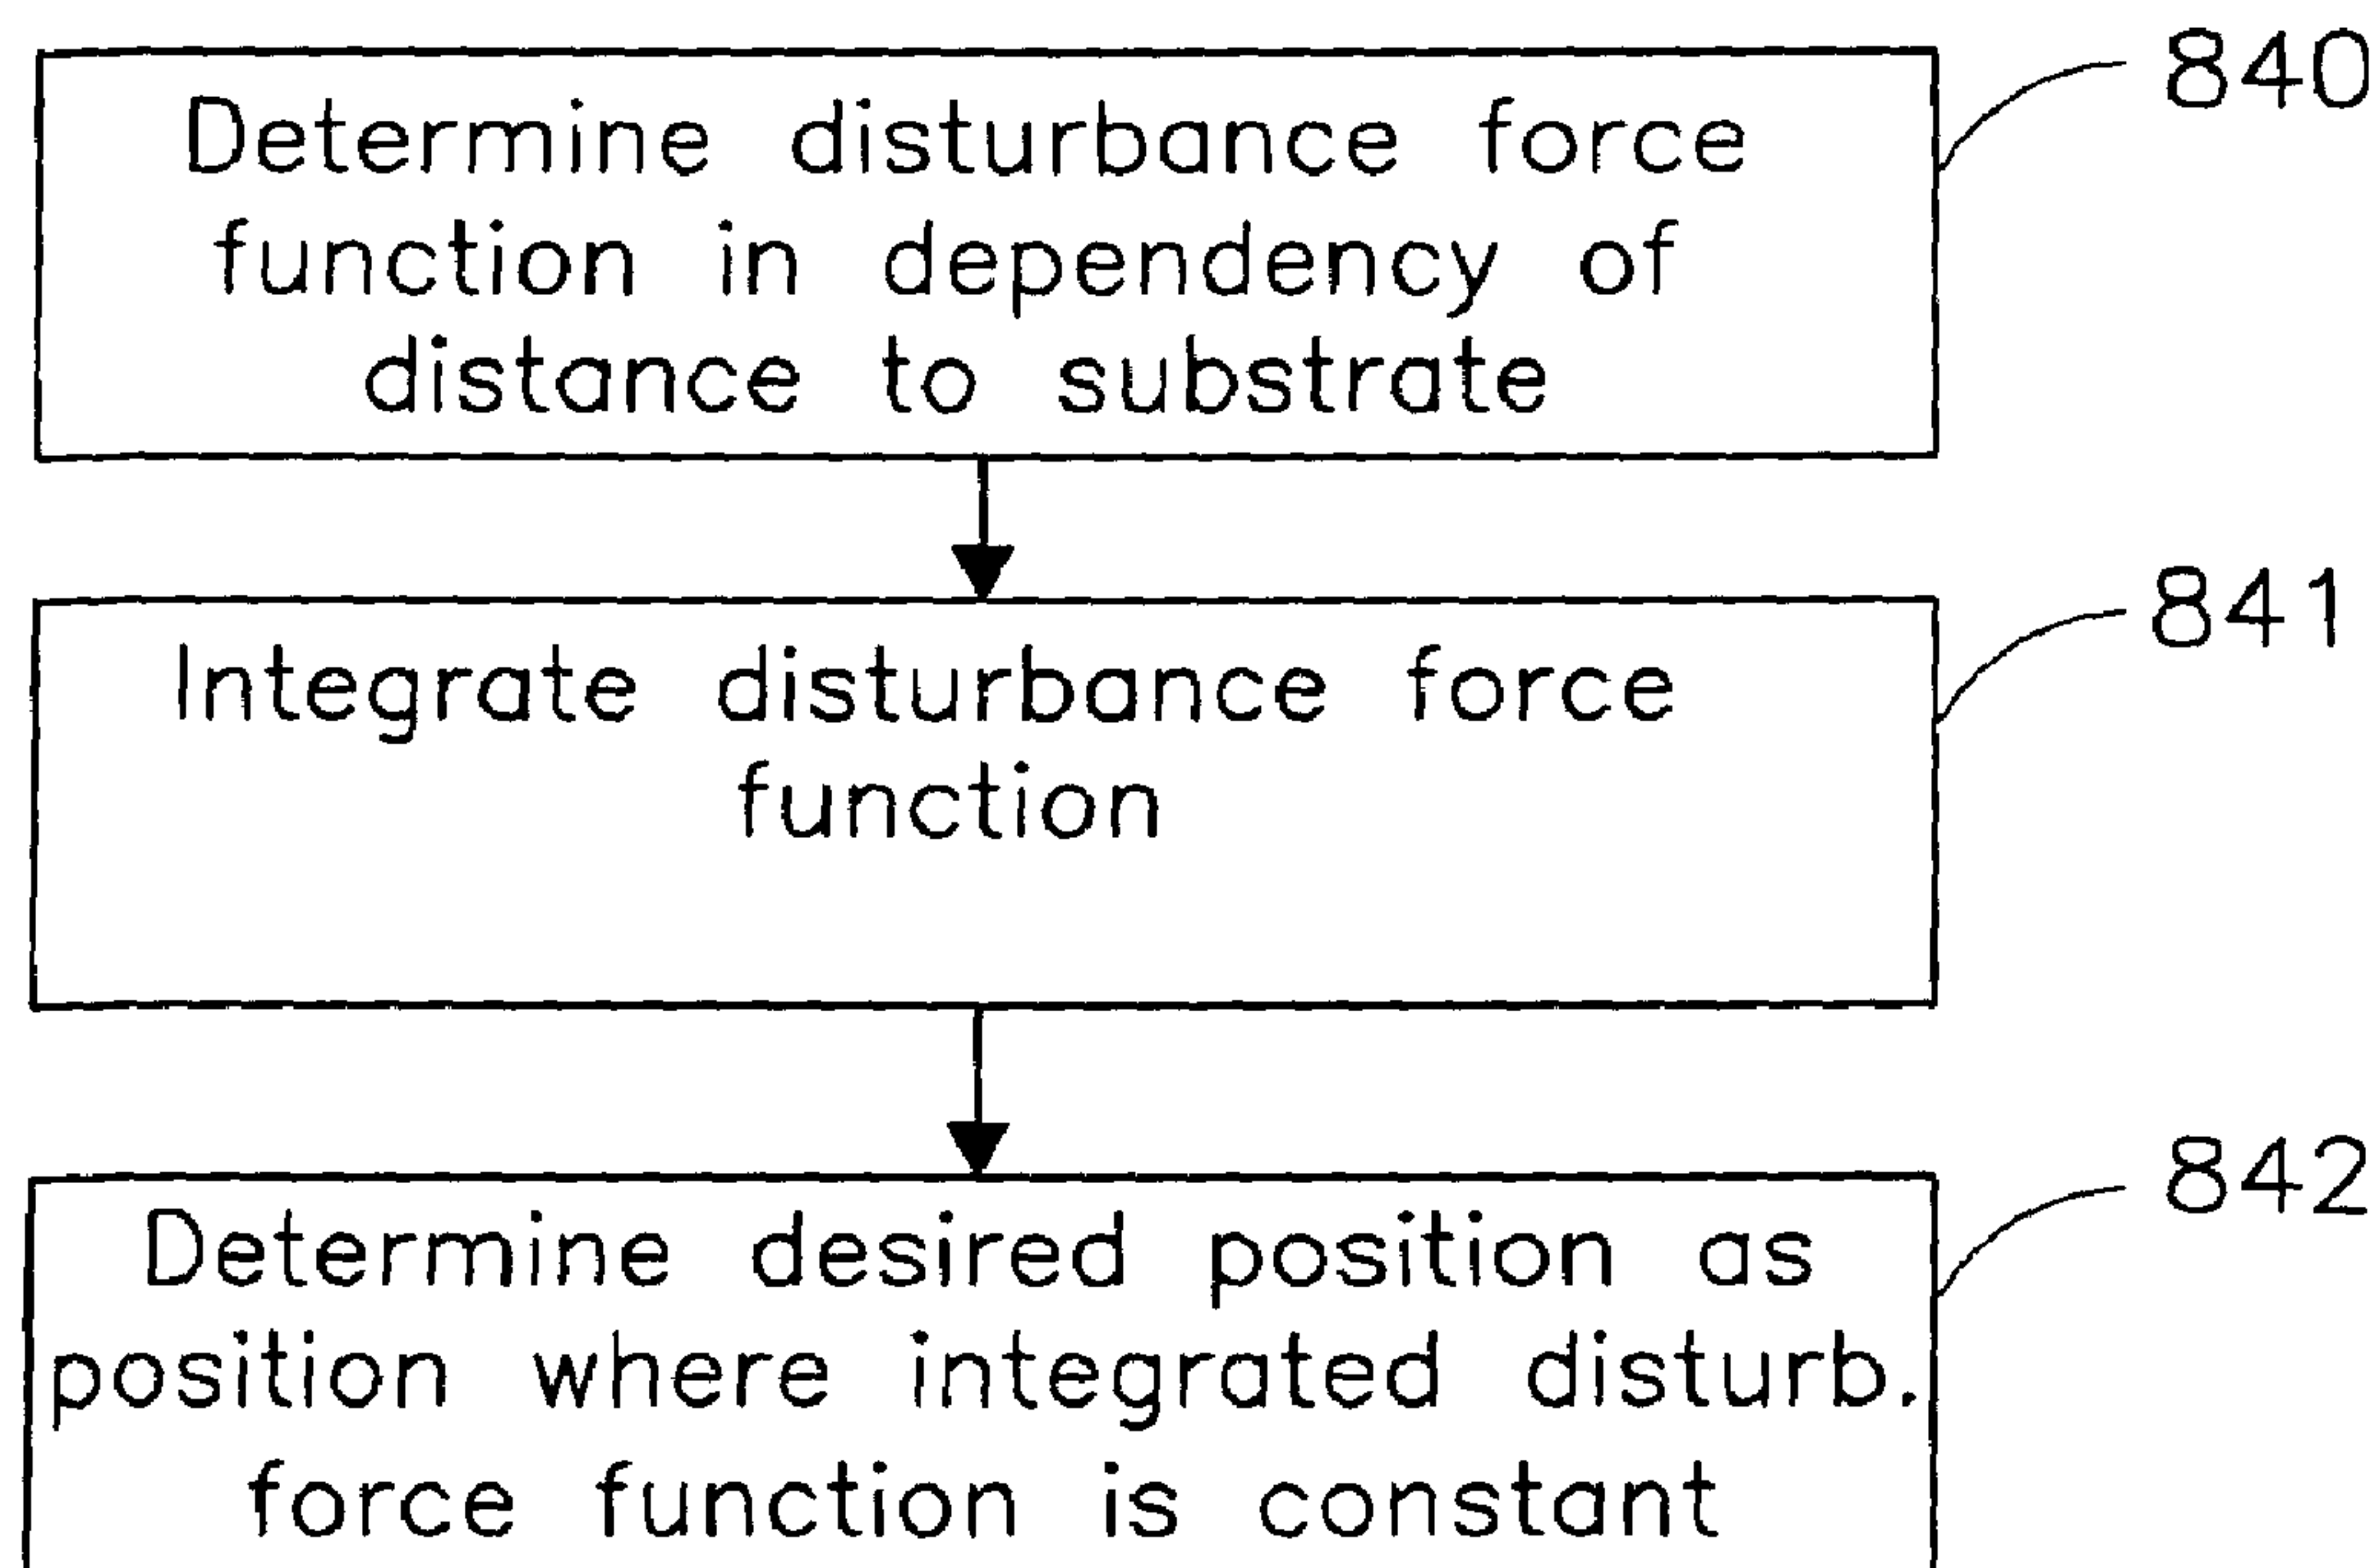 840
Determine disturbance force
function in dependency of
distance to substrate
841
Integrate disturbance force
function
842
Determine desired position as
position where integrated disturb.
force function is constant